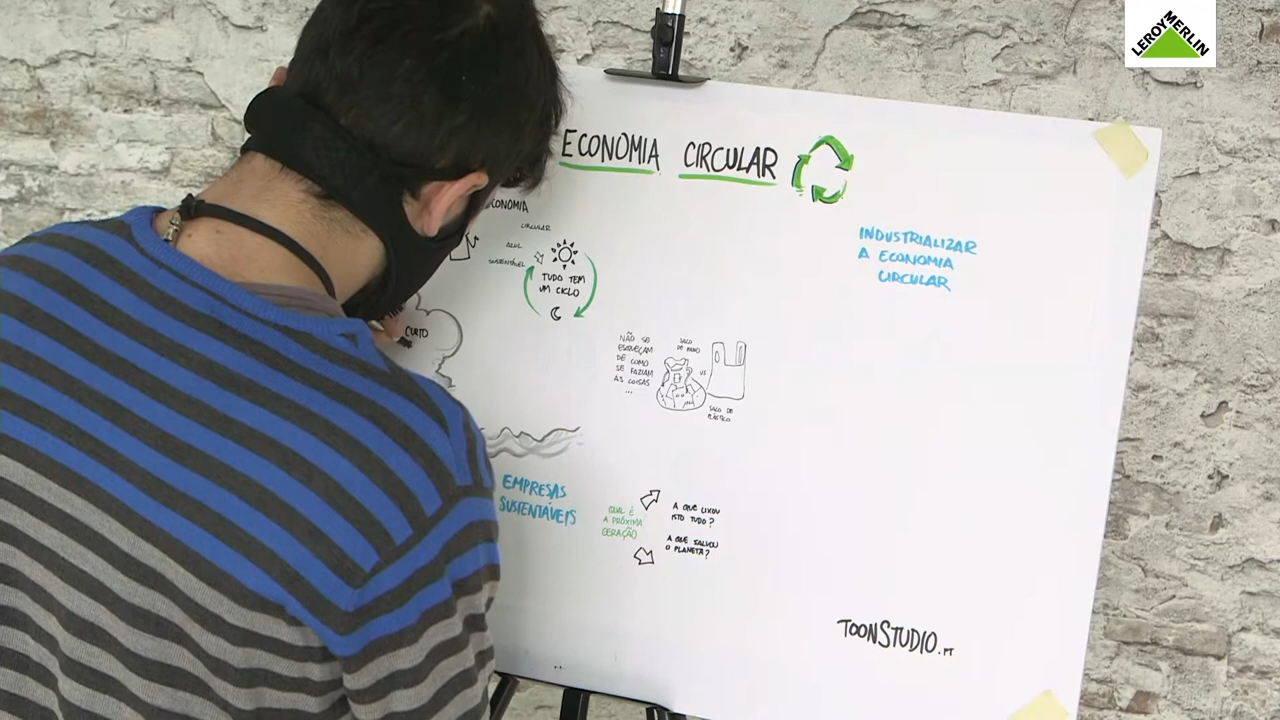 LEROY MERLIN
ECONOMIA CIRCULAR
ECONOMIA
CIRCULAR
AZUL
SUSTENTÁVEL
TUDO TEM
UM CICLO
CURTO
INDUSTRIALIZAR
A ECONOMIA
CIRCULAR
NÃO SE
ESQUEÇAM
DE COMO
SE FAZIAM
AS COISAS
...
SACO
DE PANO
VS
SACO DE
PLÁSTICO
EMPRESAS
SUSTENTÁVEIS
QUAL É
A PRÓXIMA
GERAÇÃO
A QUE LIXOU
ISTO TUDO?
A QUE SALVOU
O PLANETA?
TOONSTUDIO.PT